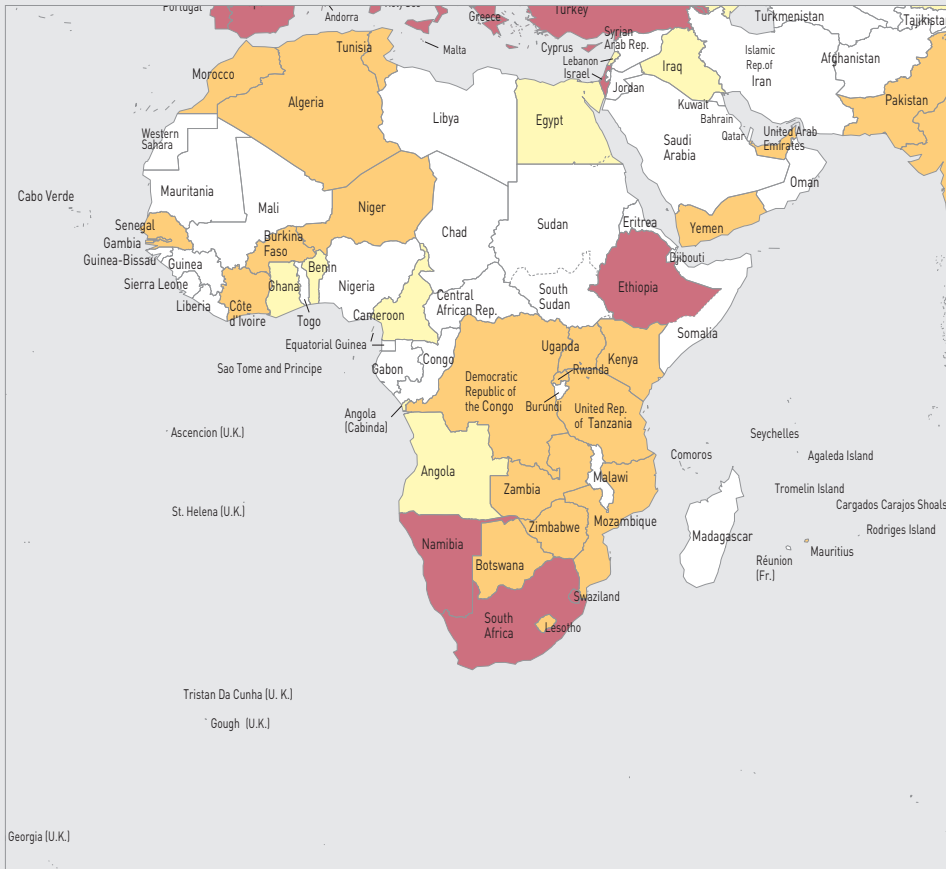 Andorra
Greece
Turkey
Turkmenistan
Tajikistan
Tunisia
Malta
Cyprus
Syrian
Arab Rep.
Lebanon
Israel
Jordan
Iraq
Islamic
Rep.of
Iran
Afghanistan
Morocco
Algeria
Libya
Egypt
Kuwait
Bahrain
Qatar
United Arab
Emirates
Pakistan
Western
Sahara
Saudi
Arabia
Oman
Cabo Verde
Mauritania
Mali
Niger
Chad
Sudan
Eritrea
Yemen
Senegal
Gambia
Guinea-Bissau
Guinea
Sierra Leone
Liberia
Burkina
Faso
Côte
d'Ivoire
Ghana
Togo
Benin
Nigeria
Cameroon
Central
African Rep.
South
Sudan
Ethiopia
Djibouti
Somalia
Equatorial Guinea
Sao Tome and Principe
Gabon
Congo
Uganda
Kenya
Rwanda
Democratic
Republic of
the Congo
Burundi
United Rep.
of Tanzania
Angola
(Cabinda)
Ascencion (U.K.)
Seychelles
Agaleda Island
Comoros
Angola
Zambia
Malawi
Tromelin Island
Cargados Carajos Shoals
St. Helena (U.K.)
Mozambique
Zimbabwe
Rodriges Island
Madagascar
Mauritius
Réunion
(Fr.)
Namibia
Botswana
Swaziland
South
Africa
Lesotho
Tristan Da Cunha (U. K.)
Gough (U.K.)
Georgia (U.K.)